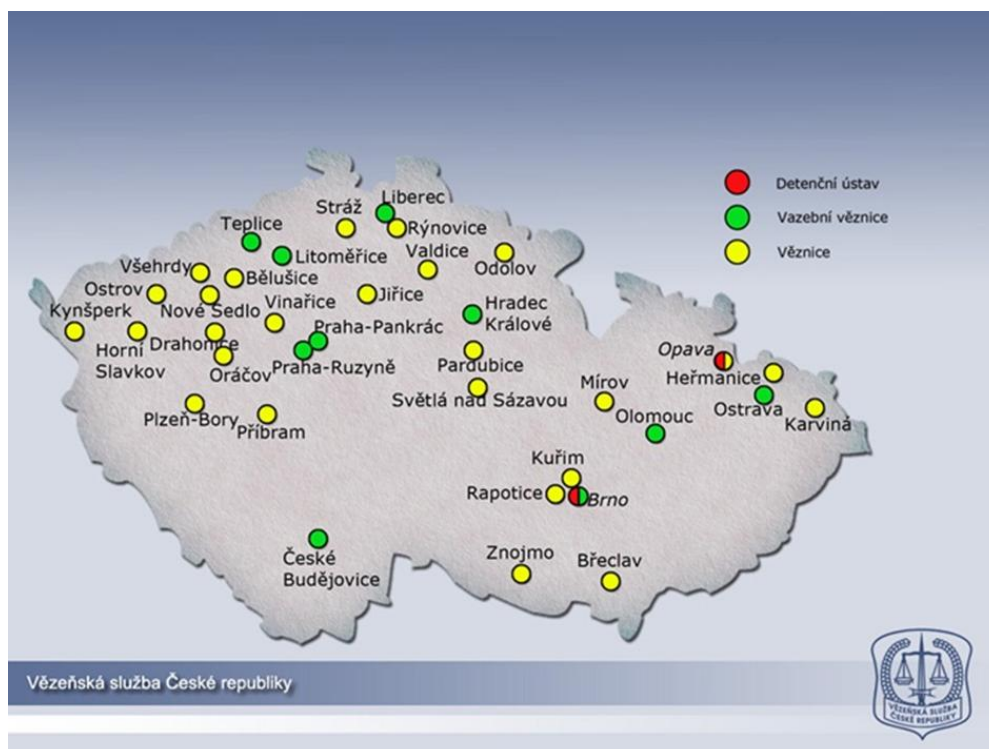 Detenční ústav
Vazební věznice
Věznice
Liberec
Stráž
Teplice
Rýnovice
Valdice
Litoměřice
Odolov
Všehrdy
Bělušice
Ostrov
Jiříce
Vinařice
Kynšperk
Nové Sedlo
Hradec
Králové
Praha-Pankrác
Drahonice
Horní
Slavkov
Opava
Praha-Ruzyně
Pardubice
Oráčov
Heřmanice
Mírov
Světlá nad Sázavou
Ostrava
Olomouc
Plzeň-Bory
Karviná
Příbram
Kuřim
Rapotice
Brno
Znojmo
Břeclav
České
Budějovice
Vězeňská služba České republiky
VĚZEŇSKÁ SLUŽBA
ČESKÉ REPUBLIKY